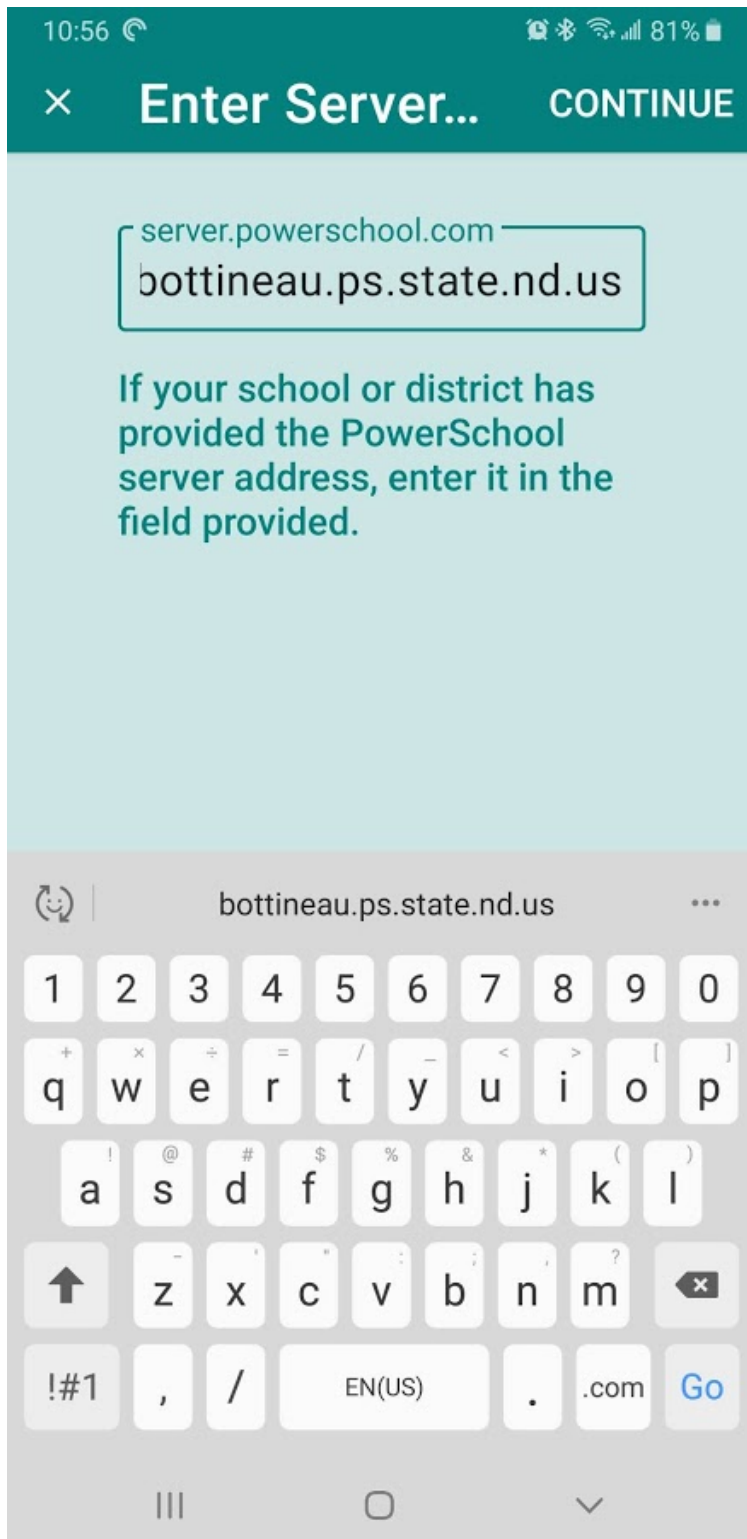 10:56 81%
Enter Server... CONTINUE
server.powerschool.com
bottineau.ps.state.nd.us
If your school or district has
provided the PowerSchool
server address, enter it in the
field provided.
bottineau.ps.state.nd.us ...
1 2 3 4 5 6 7 8 9 0
+ × ÷ = / _ < > [ ]
q w e r t y u i o p
! @ # $ % & * ( )
a s d f g h j k l
- ' " : ; , ?
z x c v b n m
!#1 , / EN(US) . .com Go